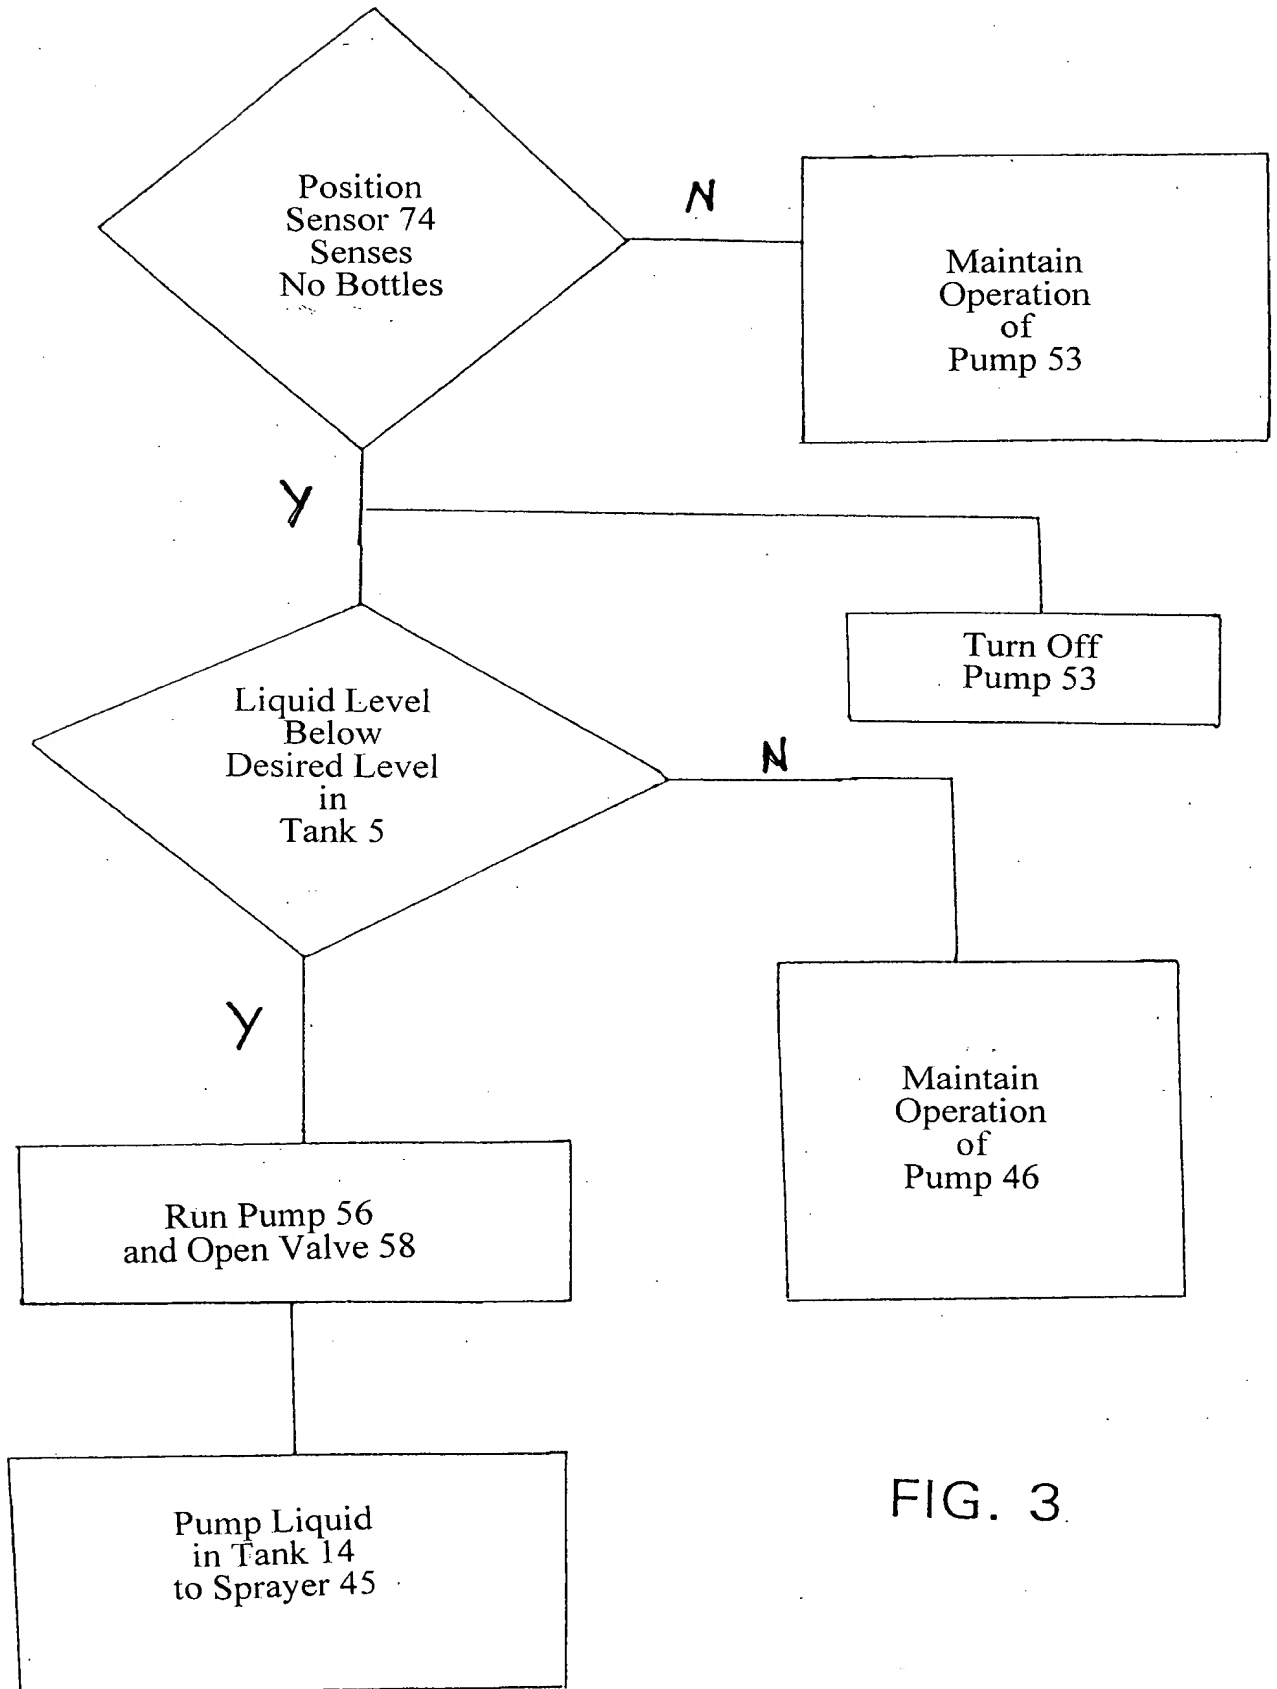 Position
Sensor 74
Senses
No Bottles
N
Maintain
Operation
of
Pump 53
Y
Turn Off
Pump 53
Liquid Level
Below
Desired Level
in
Tank 5
N
Y
Maintain
Operation
of
Pump 46
Run Pump 56
and Open Valve 58
Pump Liquid
in Tank 14
to Sprayer 45
FIG. 3